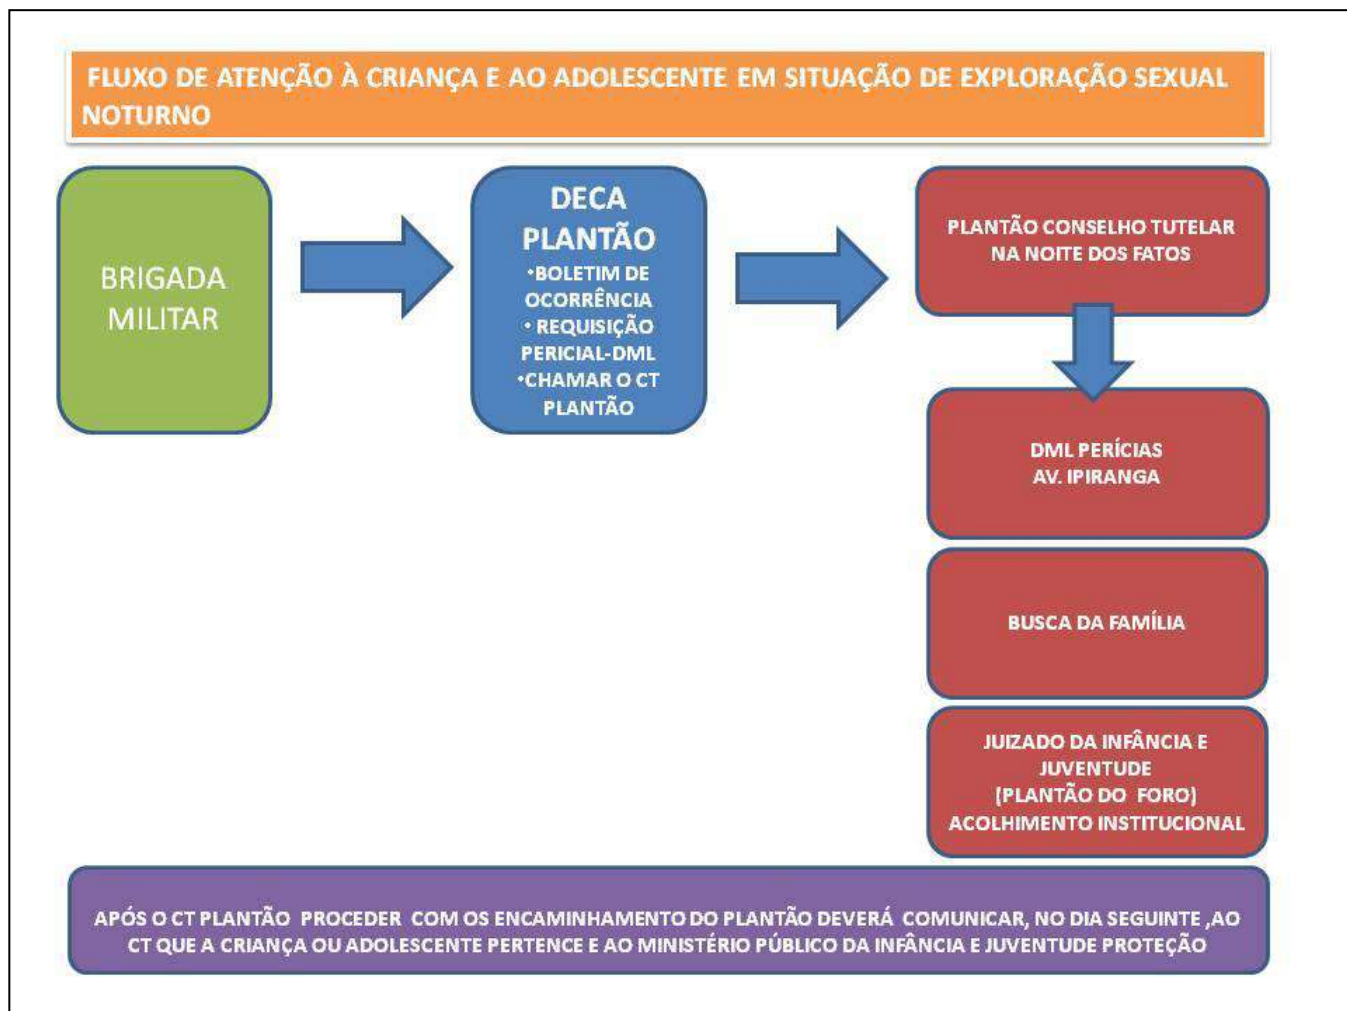 FLUXO DE ATENÇÃO À CRIANÇA E AO ADOLESCENTE EM SITUAÇÃO DE EXPLORAÇÃO SEXUAL
NOTURNO
BRIGADA
MILITAR
DECA
PLANTÃO
•BOLETIM DE
OCORRÊNCIA
• REQUISIÇÃO
PERICIAL-DML
•CHAMAR O CT
PLANTÃO
PLANTÃO CONSELHO TUTELAR
NA NOITE DOS FATOS
DML PERÍCIAS
AV. IPIRANGA
BUSCA DA FAMÍLIA
JUIZADO DA INFÂNCIA E
JUVENTUDE
(PLANTÃO DO FORO)
ACOLHIMENTO INSTITUCIONAL
APÓS O CT PLANTÃO PROCEDER COM OS ENCAMINHAMENTO DO PLANTÃO DEVERÁ COMUNICAR, NO DIA SEGUINTE ,AO
CT QUE A CRIANÇA OU ADOLESCENTE PERTENCE E AO MINISTÉRIO PÚBLICO DA INFÂNCIA E JUVENTUDE PROTEÇÃO